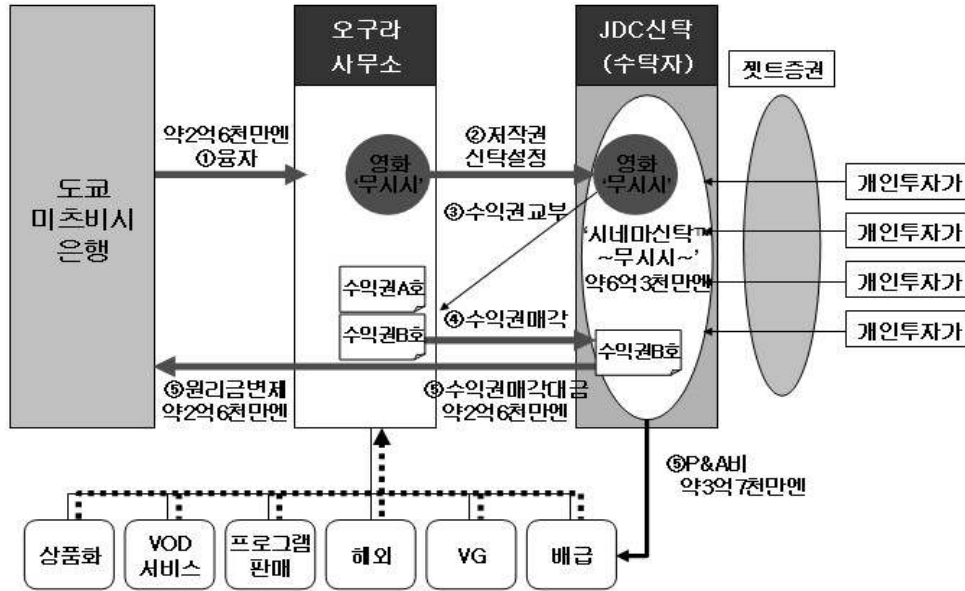 오구라
사무소
JDC신탁
(수탁자)
젯트증권
약2억6천만엔
①융자
②저작권
신탁설정
영화
'무시시'
영화
'무시시'
③수익권교부
도쿄
미츠비시
은행
'시네마신탁™
~무시시~'
약6억3천만엔
개인투자가
개인투자가
개인투자가
개인투자가
수익권A호
수익권B호
④수익권매각
수익권B호
⑤원리금변제
약2억6천만엔
⑤수익권매각대금
약2억6천만엔
⑤P&A비
약3억7천만엔
상품화
VOD
서비스
프로그램
판매
해외
VG
배급